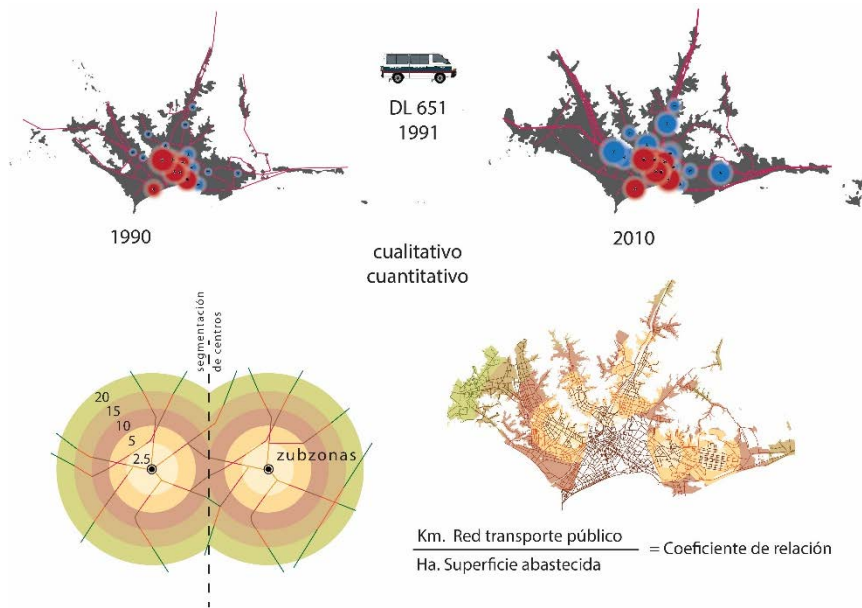 DL 651
1991
1990
2010
cualitativo
cuantitativo
segmentación
de centros
20
15
10
5
2.5
zubzonas
Km. Red transporte público
Ha. Superficie abastecida
= Coeficiente de relación